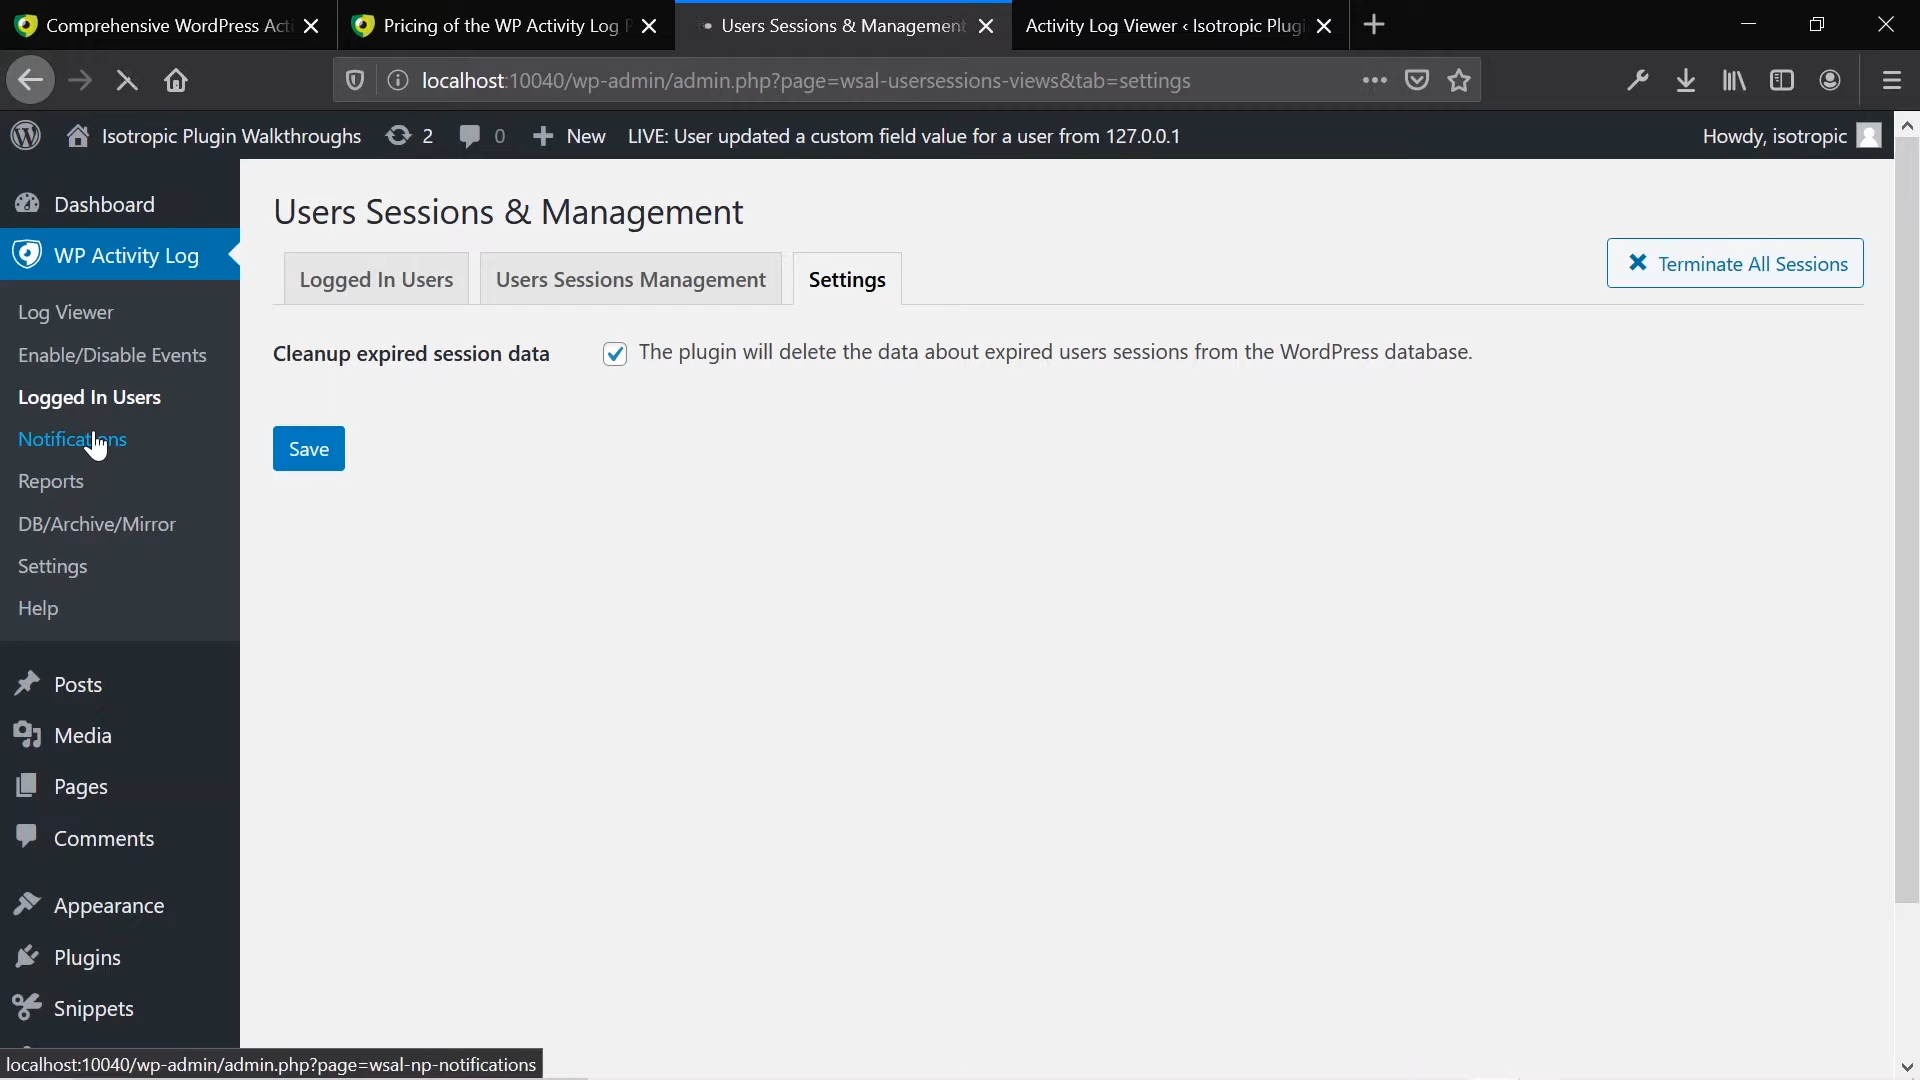 Comprehensive WordPress Acti
Pricing of the WP Activity Log P
Users Sessions & Management
Activity Log Viewer ‹ Isotropic Plugi
localhost:10040/wp-admin/admin.php?page=wsal-usersessions-views&tab=settings
Isotropic Plugin Walkthroughs
2
0
New
LIVE: User updated a custom field value for a user from 127.0.0.1
Howdy, isotropic
Dashboard
WP Activity Log
Log Viewer
Enable/Disable Events
Logged In Users
Notifications
Reports
DB/Archive/Mirror
Settings
Help
Posts
Media
Pages
Comments
Appearance
Plugins
Snippets
Users Sessions & Management
Logged In Users
Users Sessions Management
Settings
Terminate All Sessions
Cleanup expired session data
The plugin will delete the data about expired users sessions from the WordPress database.
Save
localhost:10040/wp-admin/admin.php?page=wsal-np-notifications